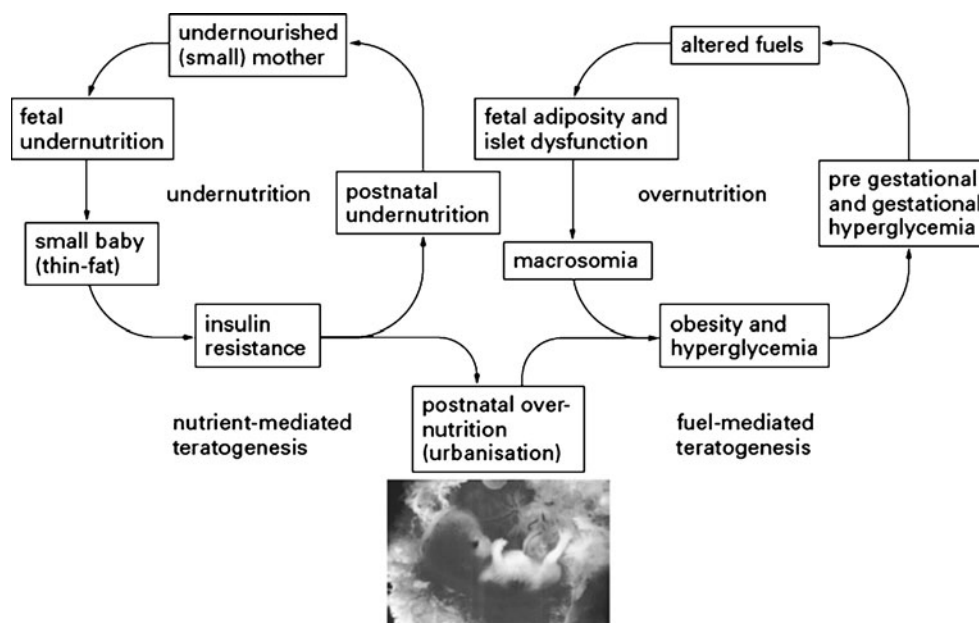 undernourished
(small) mother
fetal
undernutrition
undernutrition
postnatal
undernutrition
small baby
(thin-fat)
insulin
resistance
nutrient-mediated
teratogenesis
postnatal over-
nutrition
(urbanisation)
altered fuels
fetal adiposity and
islet dysfunction
overnutrition
pre gestational
and gestational
hyperglycemia
macrosomia
obesity and
hyperglycemia
fuel-mediated
teratogenesis